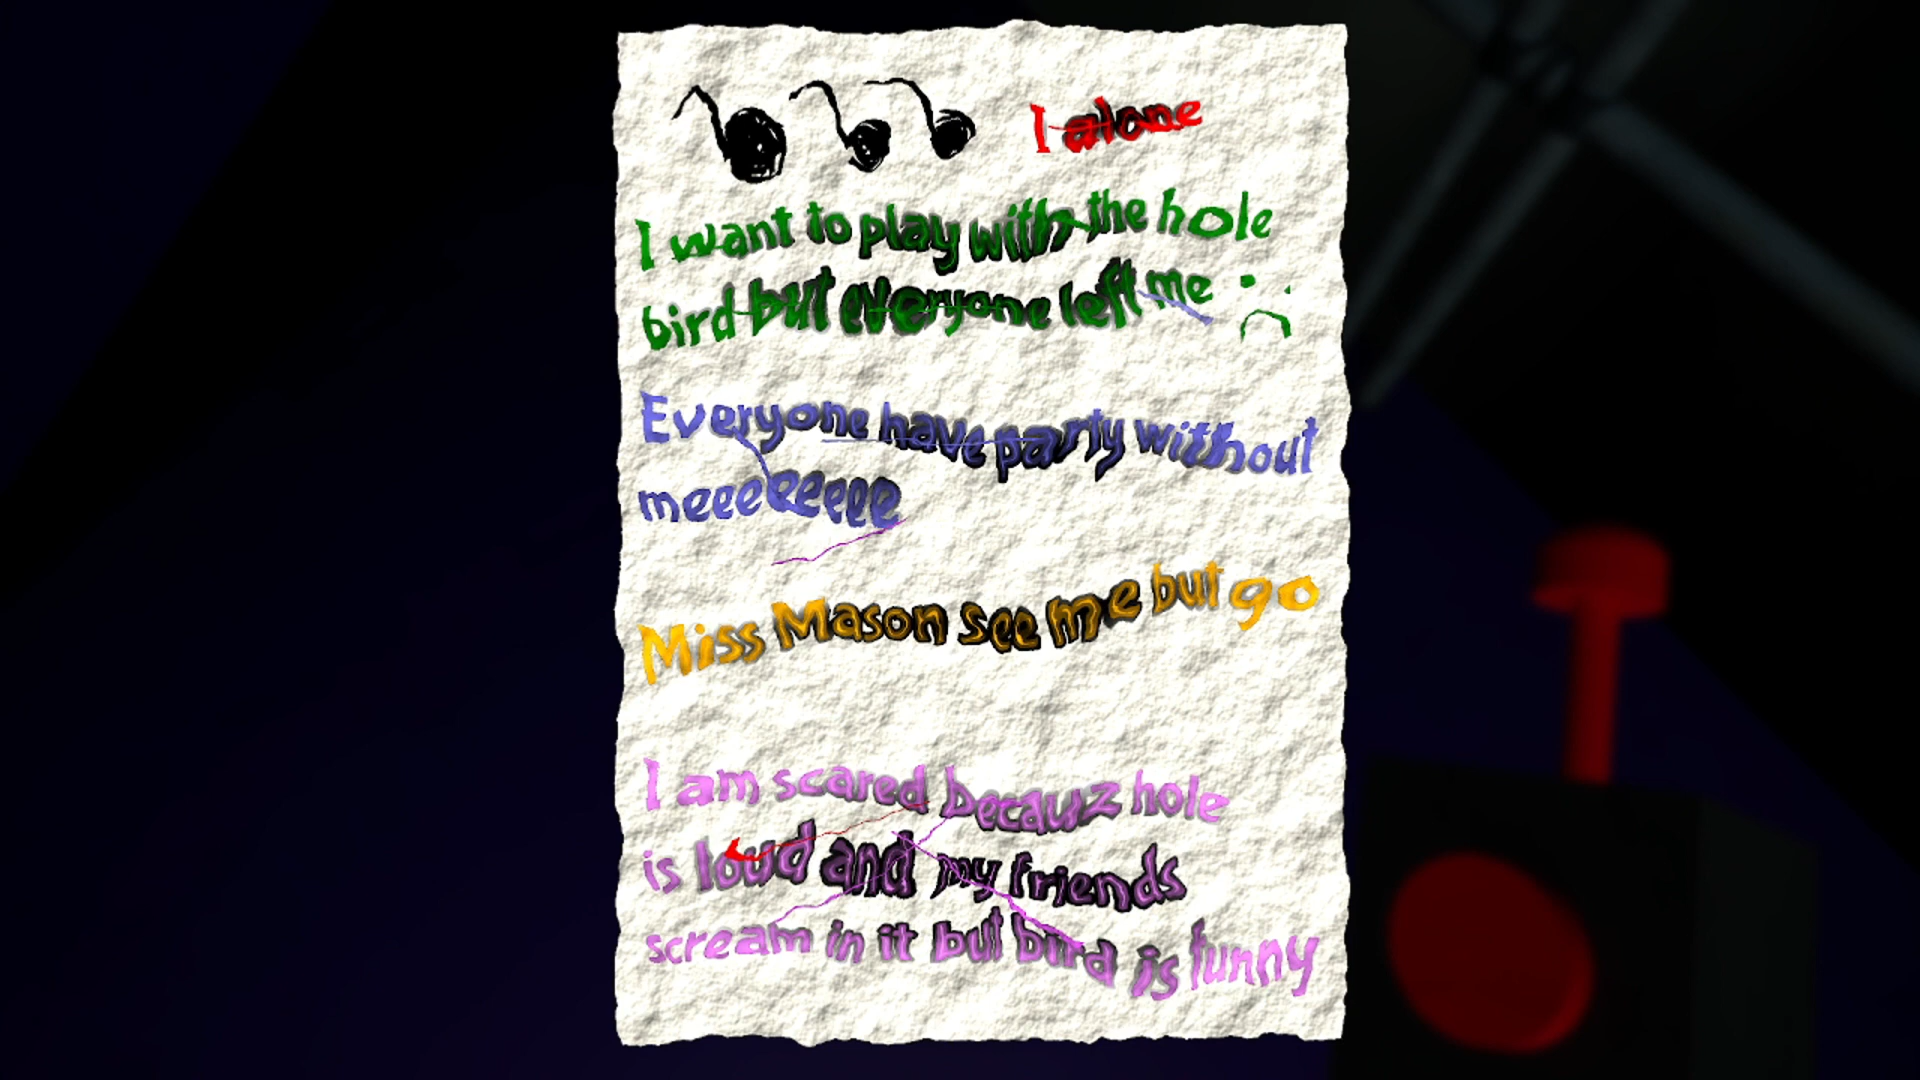 I alone
I want to play with the hole
bird but everyone left me :(
Everyone have party without
meeeeeeee
Miss Mason see me but go
I am scared becauz hole
is loud and my friends
scream in it but bird is funny